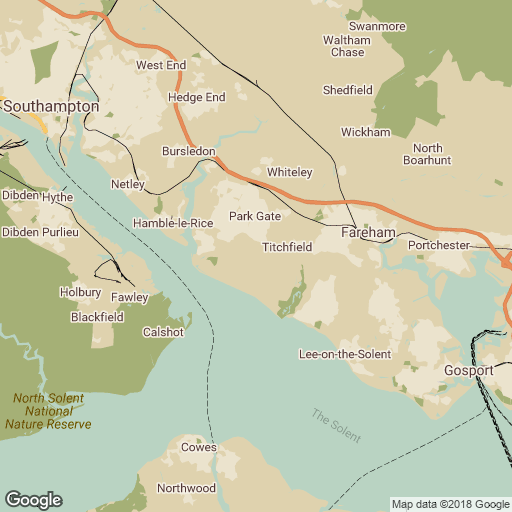 Swanmore
Waltham
Chase
West End
Shedfield
Hedge End
Southampton
Wickham
North
Boarhunt
Bursledon
Whiteley
Netley
Dibden
Hythe
Park Gate
Hamble-le-Rice
Dibden Purlieu
Fareham
Titchfield
Portchester
Holbury
Fawley
Blackfield
Calshot
Lee-on-the-Solent
Gosport
North Solent
National
Nature Reserve
The Solent
Cowes
Northwood
Google
Map data ©2018 Google